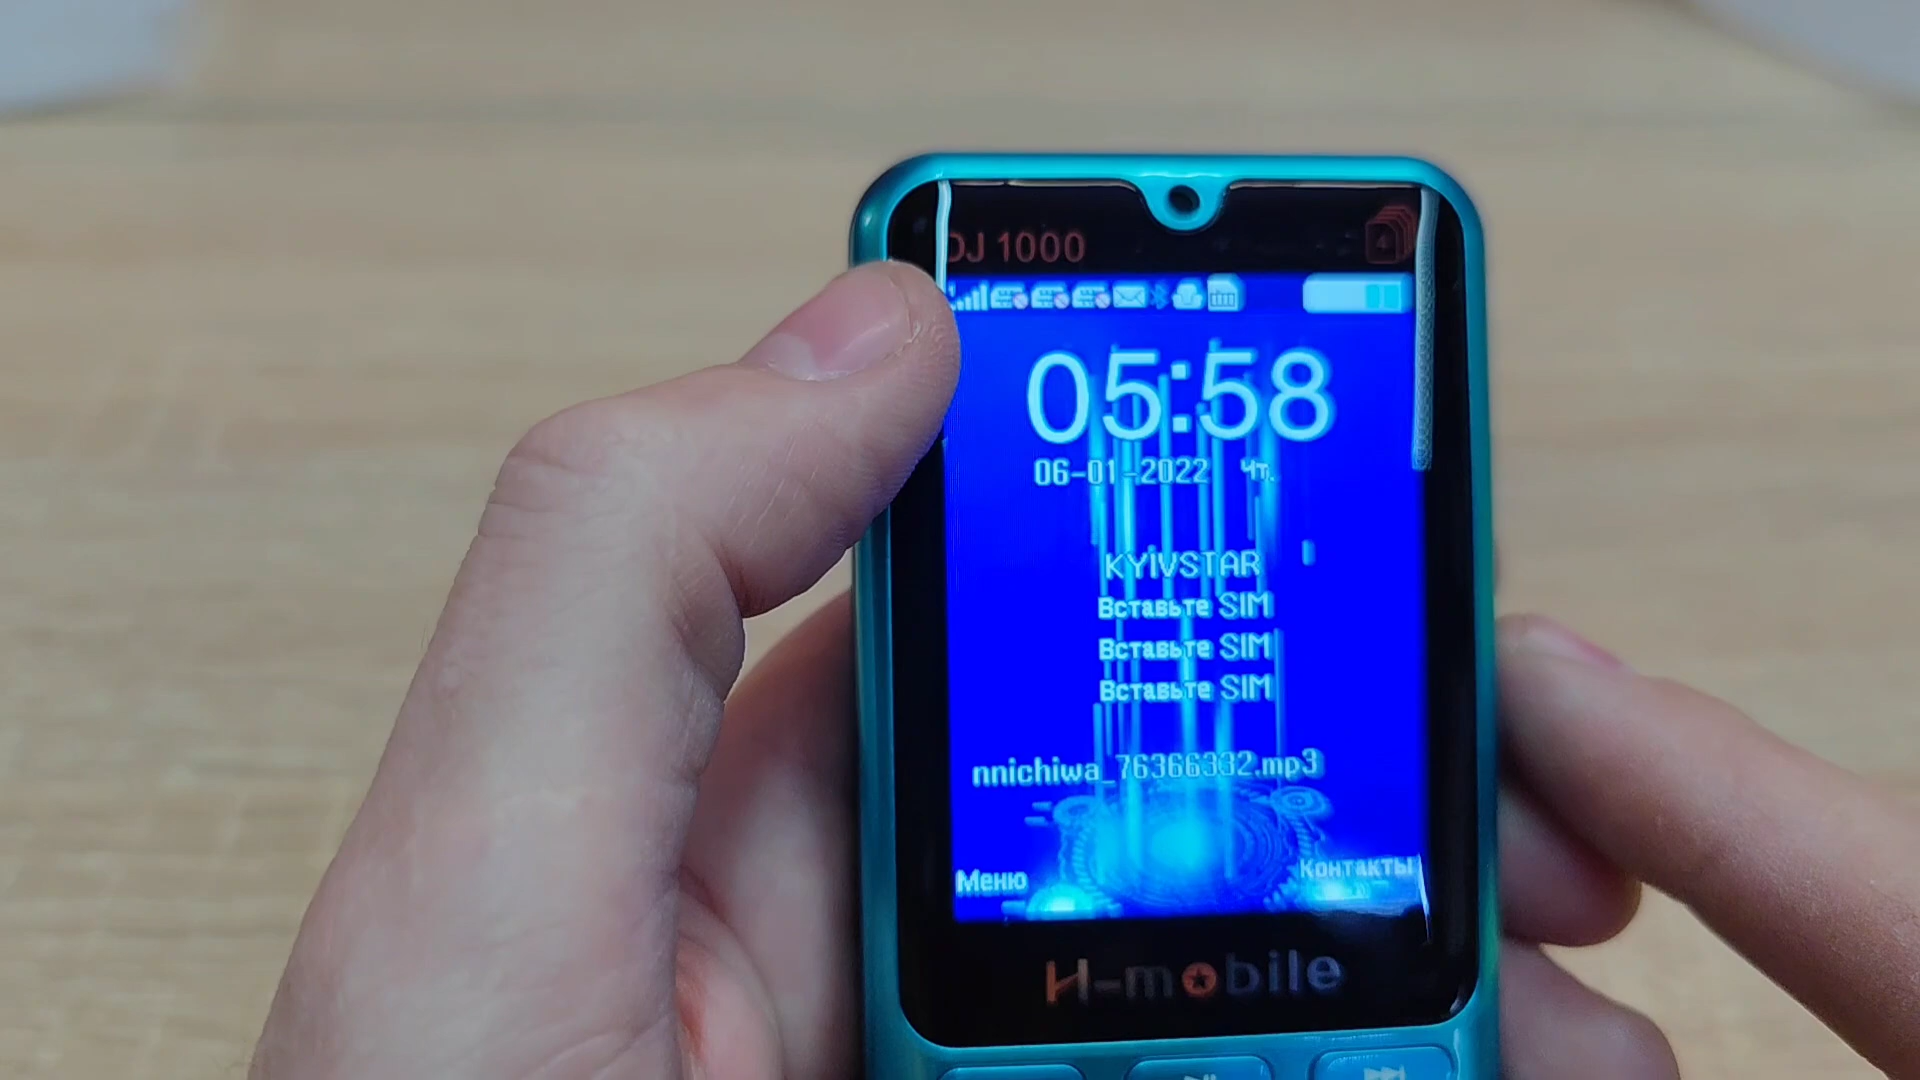 DJ 1000
4
05:58
06-01-2022 Чт.
KYIVSTAR
Вставьте SIM
Вставьте SIM
Вставьте SIM
nnichiwa_76366332.mp3
Меню Контакты
H-mobile